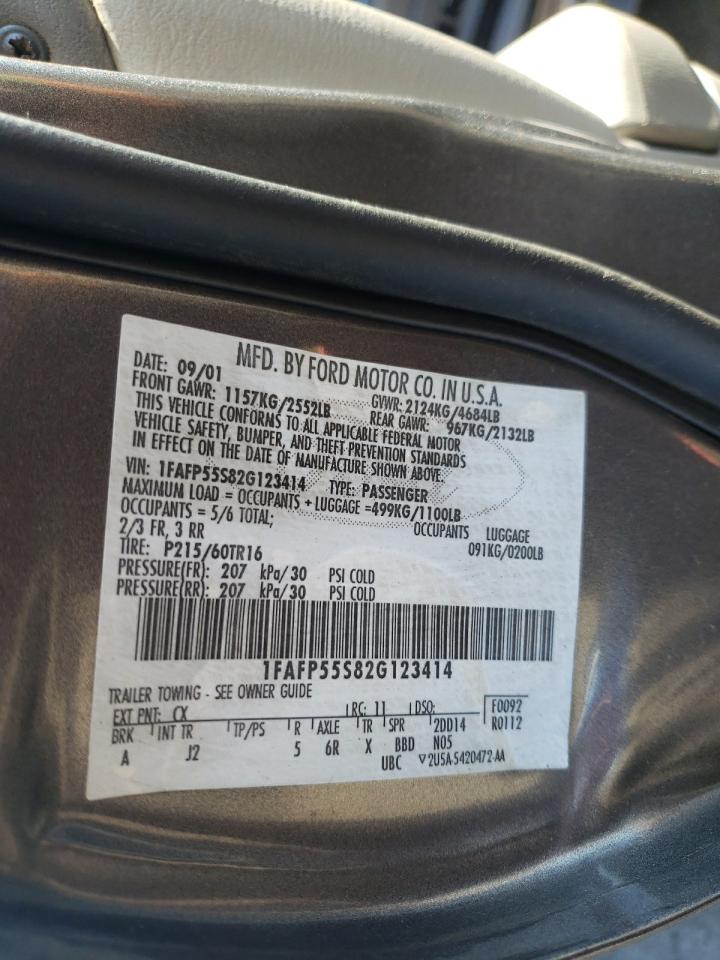 MFD. BY FORD MOTOR CO. IN U.S.A.
DATE: 09/01 GVWR: 2124KG/4684LB
FRONT GAWR: 1157KG/2552LB REAR GAWR: 967KG/2132LB
THIS VEHICLE CONFORMS TO ALL APPLICABLE FEDERAL MOTOR
VEHICLE SAFETY, BUMPER, AND THEFT PREVENTION STANDARDS
IN EFFECT ON THE DATE OF MANUFACTURE SHOWN ABOVE.
VIN: 1FAFP55S82G123414 TYPE: PASSENGER
MAXIMUM LOAD = OCCUPANTS + LUGGAGE =499KG/1100LB
OCCUPANTS = 5/6 TOTAL; OCCUPANTS LUGGAGE
2/3 FR, 3 RR 091KG/0200LB
TIRE: P215/60TR16
PRESSURE(FR): 207 kPa/30 PSI COLD
PRESSURE(RR): 207 kPa/30 PSI COLD
1FAFP55S82G123414
TRAILER TOWING - SEE OWNER GUIDE
EXT PNT: CX RC: 11 DSO: F0092
BRK INT TR TP/PS R AXLE TR SPR 2DD14 R0112
A J2 5 6R X BBD N05
UBC ▽2U5A-5420472-AA